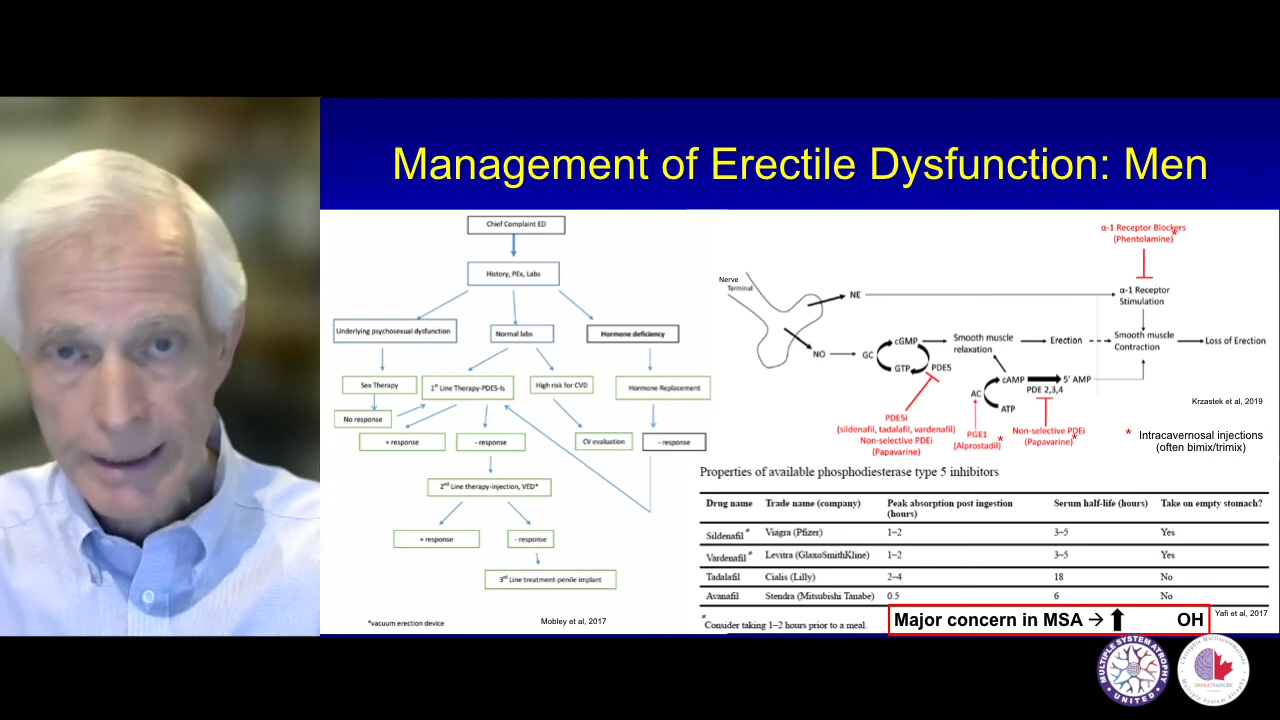 Management of Erectile Dysfunction: Men
Chief Complaint ED
History, PEx, Labs
Underlying psychosexual dysfunction
Normal labs
Hormone deficiency
Sex Therapy
1st Line Therapy-PDE5-Is
High risk for CVD
Hormone Replacement
No response
+ response
- response
CV evaluation
- response
2nd Line therapy-injection, VED*
+ response
- response
3rd Line treatment-penile implant
*vacuum erection device
Mobley et al, 2017
α-1 Receptor Blockers
(Phentolamine)*
Nerve
Terminal
NE
α-1 Receptor
Stimulation
NO
GC
cGMP
GTP
PDE5
Smooth muscle
relaxation
Erection
Smooth muscle
Contraction
Loss of Erection
AC
cAMP
5' AMP
PDE 2,3,4
ATP
Krzastek et al, 2019
PDE5i
(sildenafil, tadalafil, vardenafil)
Non-selective PDEi
(Papavarine)
PGE1
(Alprostadil)*
Non-selective PDEi
(Papavarine)*
* Intracavernosal injections
(often bimix/trimix)
Properties of available phosphodiesterase type 5 inhibitors
Drug name Trade name (company) Peak absorption post ingestion (hours) Serum half-life (hours) Take on empty stomach?
Sildenafil* Viagra (Pfizer) 1–2 3–5 Yes
Vardenafil* Levitra (GlaxoSmithKline) 1–2 3–5 Yes
Tadalafil Cialis (Lilly) 2–4 18 No
Avanafil Stendra (Mitsubishi Tanabe) 0.5 6 No
*Consider taking 1–2 hours prior to a meal.
Major concern in MSA → ⬆ OH
Yafi et al, 2017
MULTIPLE SYSTEM ATROPHY
UNITED